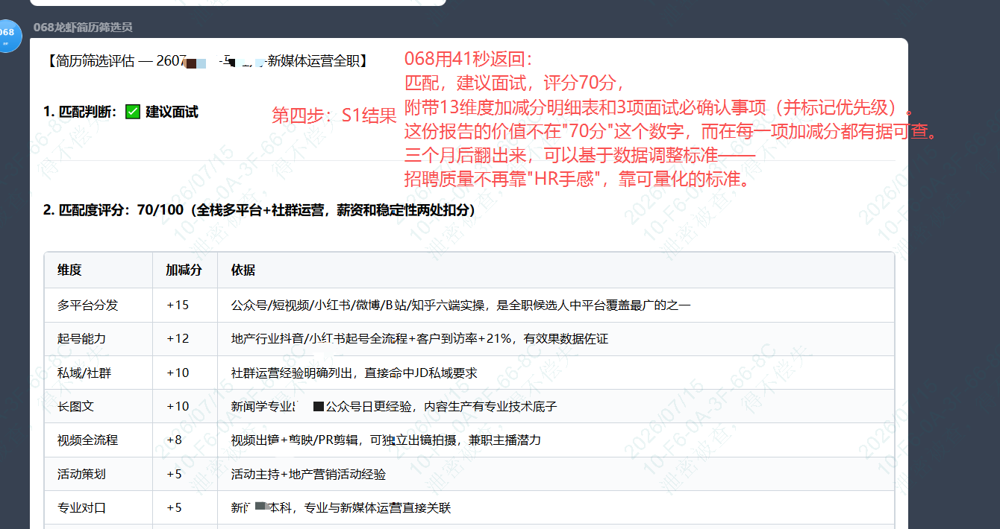 068龙虾简历筛选员
068
【简历筛选评估 — 2607 -新媒体运营全职】
068用41秒返回：
匹配，建议面试，评分70分，
附带13维度加减分明细表和3项面试必确认事项（并标记优先级）。
这份报告的价值不在"70分"这个数字，而在每一项加减分都有据可查。
三个月后翻出来，可以基于数据调整标准——
招聘质量不再靠"HR手感"，靠可量化的标准。
1. 匹配判断：✅ 建议面试
第四步：S1结果
2. 匹配度评分：70/100（全栈多平台+社群运营，薪资和稳定性两处扣分）
维度 加减分 依据
多平台分发 +15 公众号/短视频/小红书/微博/B站/知乎六端实操，是全职候选人中平台覆盖最广的之一
起号能力 +12 地产行业抖音/小红书起号全流程+客户到访率+21%，有效果数据佐证
私域/社群 +10 社群运营经验明确列出，直接命中JD私域要求
长图文 +10 新闻学专业 公众号日更经验，内容生产有专业技术底子
视频全流程 +8 视频出镜+剪映/PR剪辑，可独立出镜拍摄，兼职主播潜力
活动策划 +5 活动主持+地产营销活动经验
专业对口 +5 新 本科，专业与新媒体运营直接关联
2026/07/15
10-F6-0A-3F-66-8C
泄密被查，得不偿失